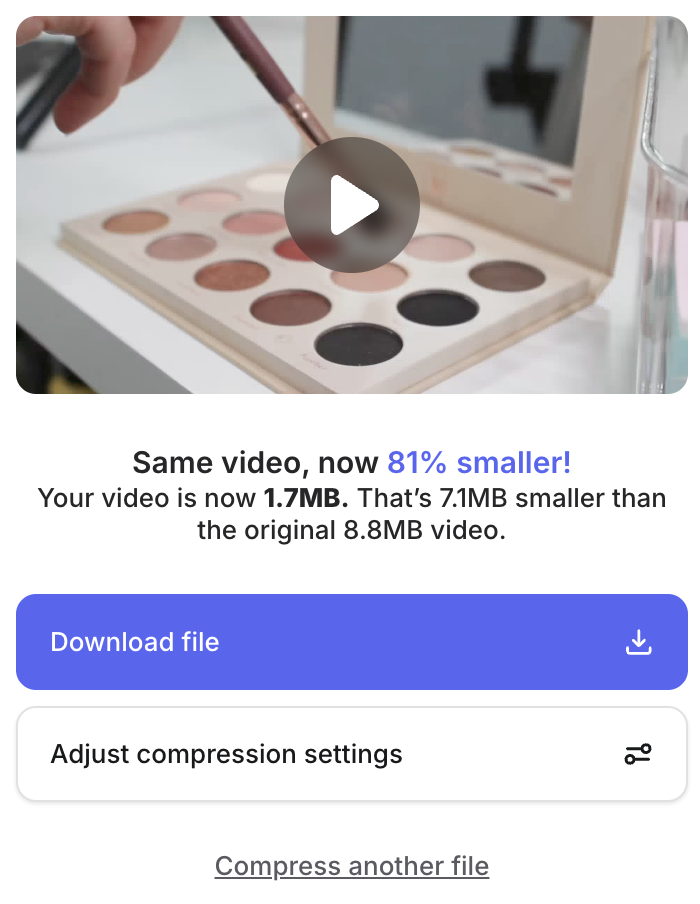 Same video, now 81% smaller!
Your video is now 1.7MB. That’s 7.1MB smaller than
the original 8.8MB video.
Download file
Adjust compression settings
Compress another file